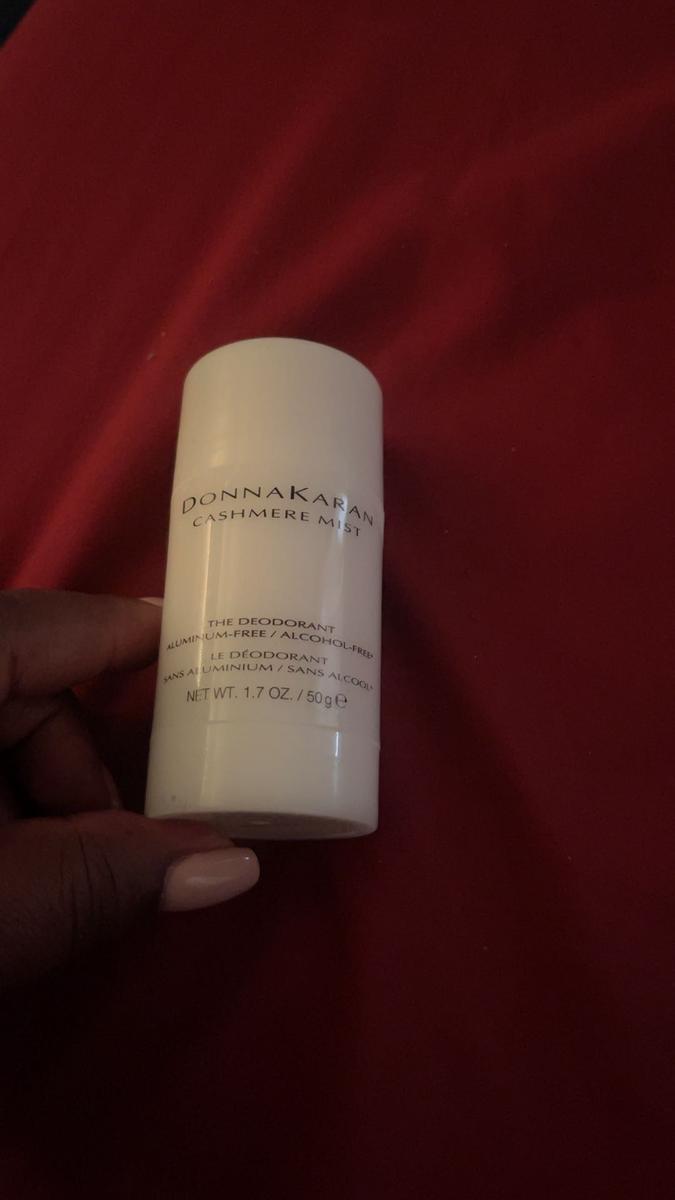 DONNAKARAN
CASHMERE MIST
THE DEODORANT
ALUMINUM-FREE / ALCOHOL-FREE*
LE DÉODORANT
SANS ALUMINIUM / SANS ALCOOL*
NET WT. 1.7 OZ. / 50g ℮